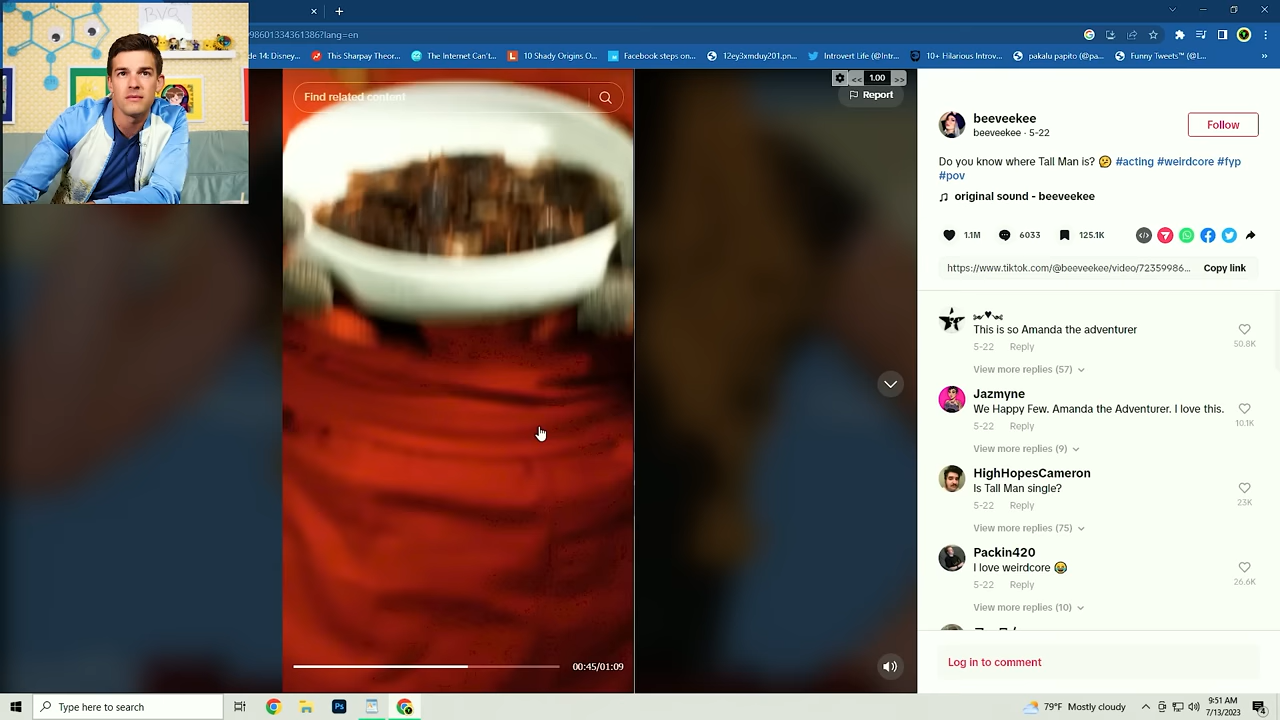 BVQ
98601334361386?lang=en
de 14: Disney...
This Sharpay Theor...
The Internet Can't...
10 Shadiest Origin O...
Facebook steps on...
12ey3xmduy201.pn...
Introvert Life (@Intr...
10+ Hilarious Introv...
pakalu papito (@pa...
Funny Tweets™ (@L...
Find related content
<< 1.00 >>
Report
beeveekee
beeveekee · 5-22
Follow
Do you know where Tall Man is? 🫤 #acting #weirdcore #fyp
#pov
original sound - beeveekee
1.1M 6033 125.1K
https://www.tiktok.com/@beeveekee/video/72359986... Copy link
This is so Amanda the adventurer
5-22 Reply
50.8K
View more replies (57)
Jazmyne
We Happy Few. Amanda the Adventurer. I love this.
5-22 Reply
10.1K
View more replies (9)
HighHopesCameron
Is Tall Man single?
5-22 Reply
23K
View more replies (75)
Packin420
I love weirdcore 😂
5-22 Reply
26.6K
View more replies (10)
00:45/01:09
Log in to comment
Type here to search
Ps
79°F Mostly cloudy
9:51 AM
7/13/2023
4